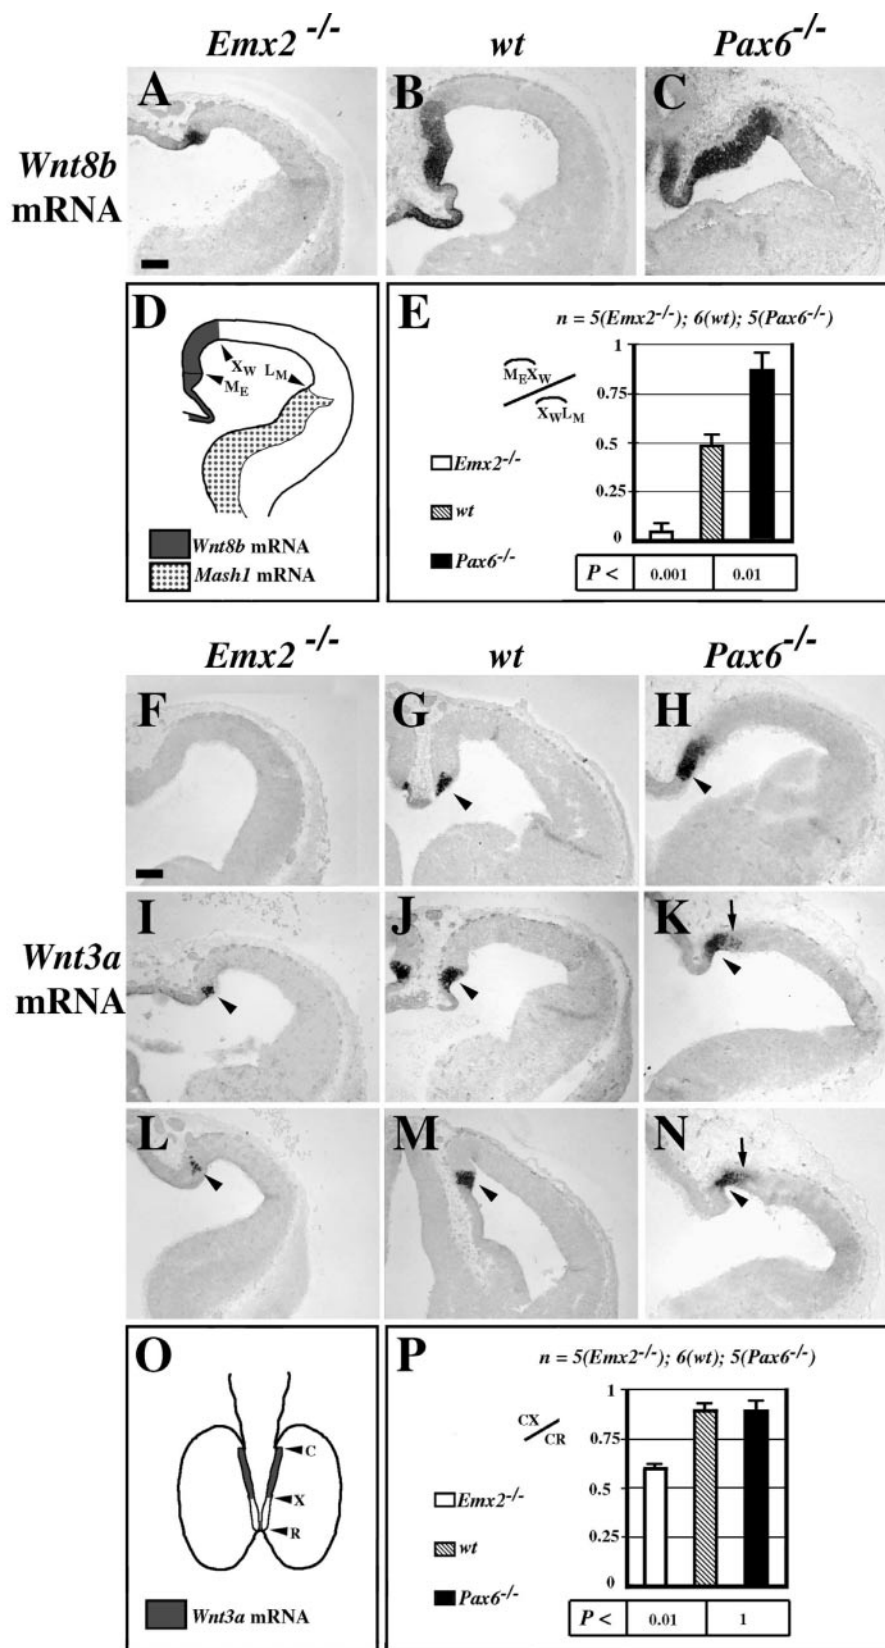 Emx2 -/- wt Pax6 -/-
A B C
Wnt8b
mRNA
D
XW
LM
ME
Wnt8b mRNA
Mash1 mRNA
E
n = 5(Emx2-/-); 6(wt); 5(Pax6-/-)
MEXW
XWLM
Emx2-/-
wt
Pax6-/-
1
0.75
0.5
0.25
0
P < 0.001 0.01
Emx2 -/- wt Pax6 -/-
F G H
I J K
Wnt3a
mRNA
L M N
O
C
X
R
Wnt3a mRNA
P
n = 5(Emx2-/-); 6(wt); 5(Pax6-/-)
CX
CR
Emx2-/-
wt
Pax6-/-
1
0.75
0.5
0.25
0
P < 0.01 1